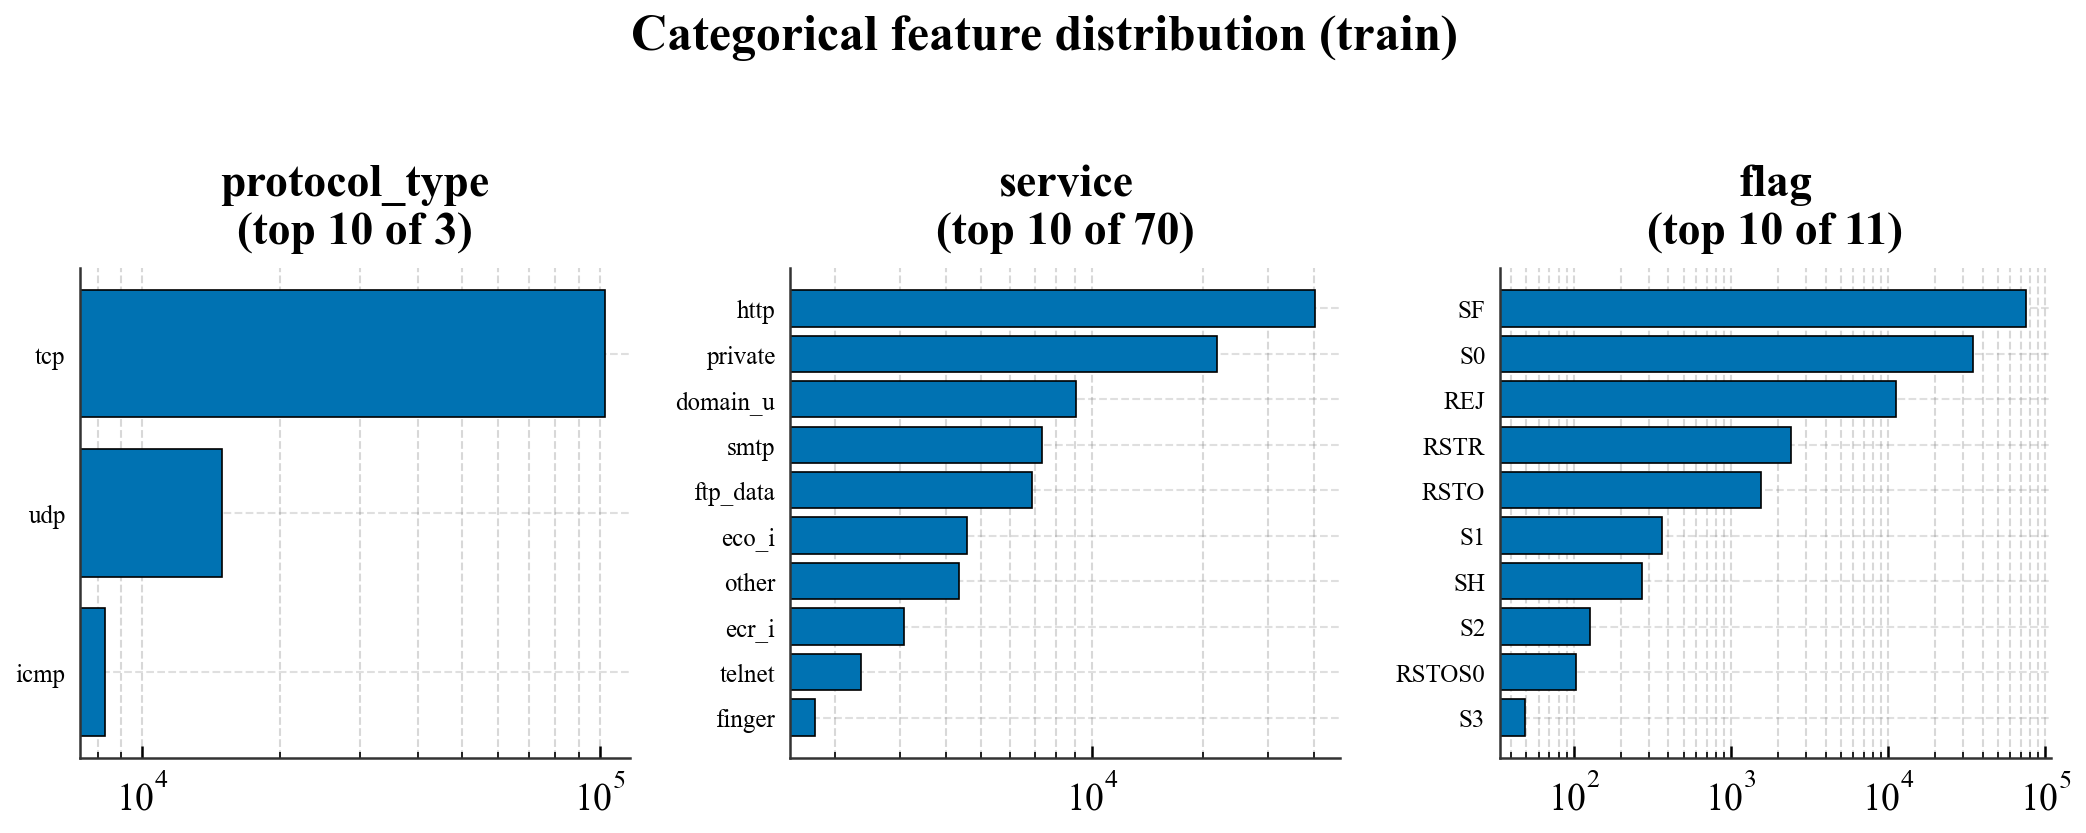 Categorical feature distribution (train)
protocol_type
(top 10 of 3)
tcp
udp
icmp
10^4
10^5
service
(top 10 of 70)
http
private
domain_u
smtp
ftp_data
eco_i
other
ecr_i
telnet
finger
10^4
flag
(top 10 of 11)
SF
S0
REJ
RSTR
RSTO
S1
SH
S2
RSTOS0
S3
10^2
10^3
10^4
10^5